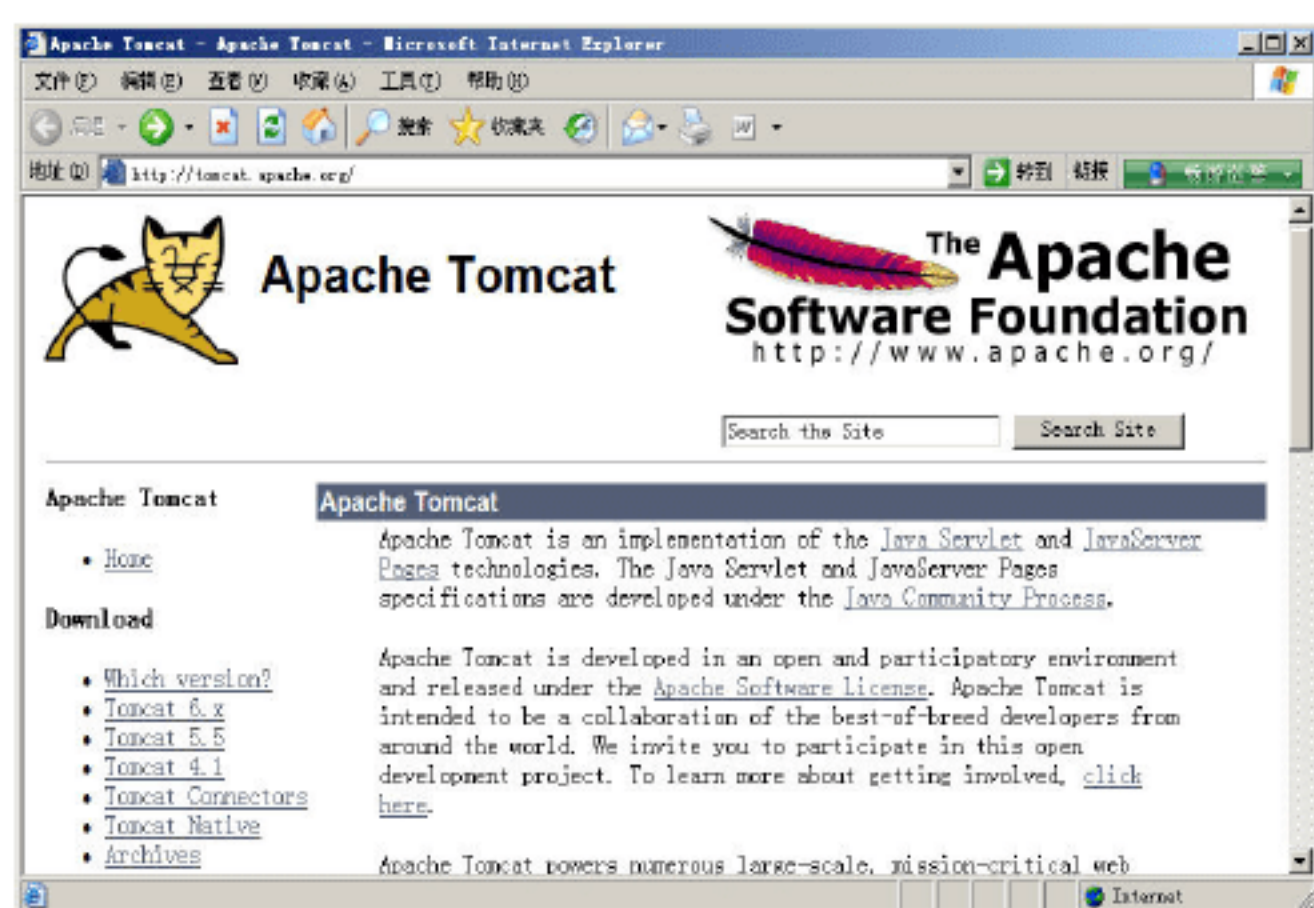 Apache Tomcat - Apache Tomcat - Microsoft Internet Explorer
文件(F) 编辑(E) 查看(V) 收藏(A) 工具(T) 帮助(H)
搜索 收藏夹
地址(D) http://tomcat.apache.org/ 转到 链接
Apache Tomcat
The Apache
Software Foundation
http://www.apache.org/
Search the Site Search Site
Apache Tomcat
Home
Download
Which version?
Tomcat 6.x
Tomcat 5.5
Tomcat 4.1
Tomcat Connectors
Tomcat Native
Archives
Apache Tomcat
Apache Tomcat is an implementation of the Java Servlet and JavaServer
Pages technologies. The Java Servlet and JavaServer Pages
specifications are developed under the Java Community Process.
Apache Tomcat is developed in an open and participatory environment
and released under the Apache Software License. Apache Tomcat is
intended to be a collaboration of the best-of-breed developers from
around the world. We invite you to participate in this open
development project. To learn more about getting involved, click
here.
Apache Tomcat powers numerous large-scale, mission-critical web
Internet